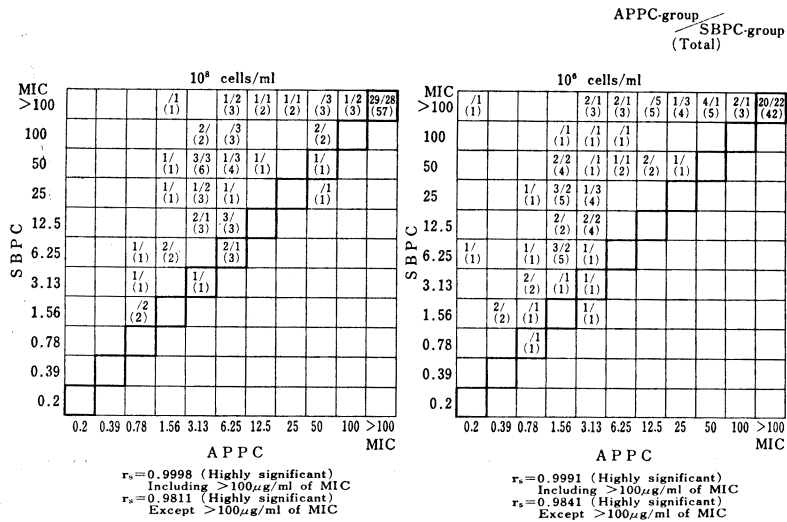 APPC-group
SBPC-group
(Total)
10⁸ cells/ml
MIC
>100 /1 1/2 1/1 1/1 /3 1/2 29/28
(1) (3) (2) (2) (3) (3) (57)
100 2/ /3 2/
(2) (3) (2)
50 1/ 3/3 1/3 1/ 1/
(1) (6) (4) (1) (1)
25 1/ 1/2 1/ /1
(1) (3) (1) (1)
12.5 2/1 3/
(3) (3)
6.25 1/ 2/ 2/1
(1) (2) (3)
3.13 1/ 1/
(1) (1)
1.56 /2
(2)
0.78
0.39
0.2
SBPC
0.2 0.39 0.78 1.56 3.13 6.25 12.5 25 50 100 >100
MIC
APPC
rₛ=0.9998 (Highly significant)
Including >100μg/ml of MIC
rₛ=0.9811 (Highly significant)
Except >100μg/ml of MIC
10⁶ cells/ml
MIC
>100 /1 2/1 2/1 /5 1/3 4/1 2/1 20/22
(1) (3) (3) (5) (4) (5) (3) (42)
100 /1 /1 /1
(1) (1) (1)
50 2/2 /1 1/1 2/ 1/
(4) (1) (2) (2) (1)
25 1/ 3/2 1/3
(1) (5) (4)
12.5 2/ 2/2
(2) (4)
6.25 1/ 1/ 3/2 1/
(1) (1) (5) (1)
3.13 2/ /1 1/
(2) (1) (1)
1.56 2/ /1 1/
(2) (1) (1)
0.78 /1
(1)
0.39
0.2
SBPC
0.2 0.39 0.78 1.56 3.13 6.25 12.5 25 50 100 >100
MIC
APPC
rₛ=0.9991 (Highly significant)
Including >100μg/ml of MIC
rₛ=0.9841 (Highly significant)
Except >100μg/ml of MIC